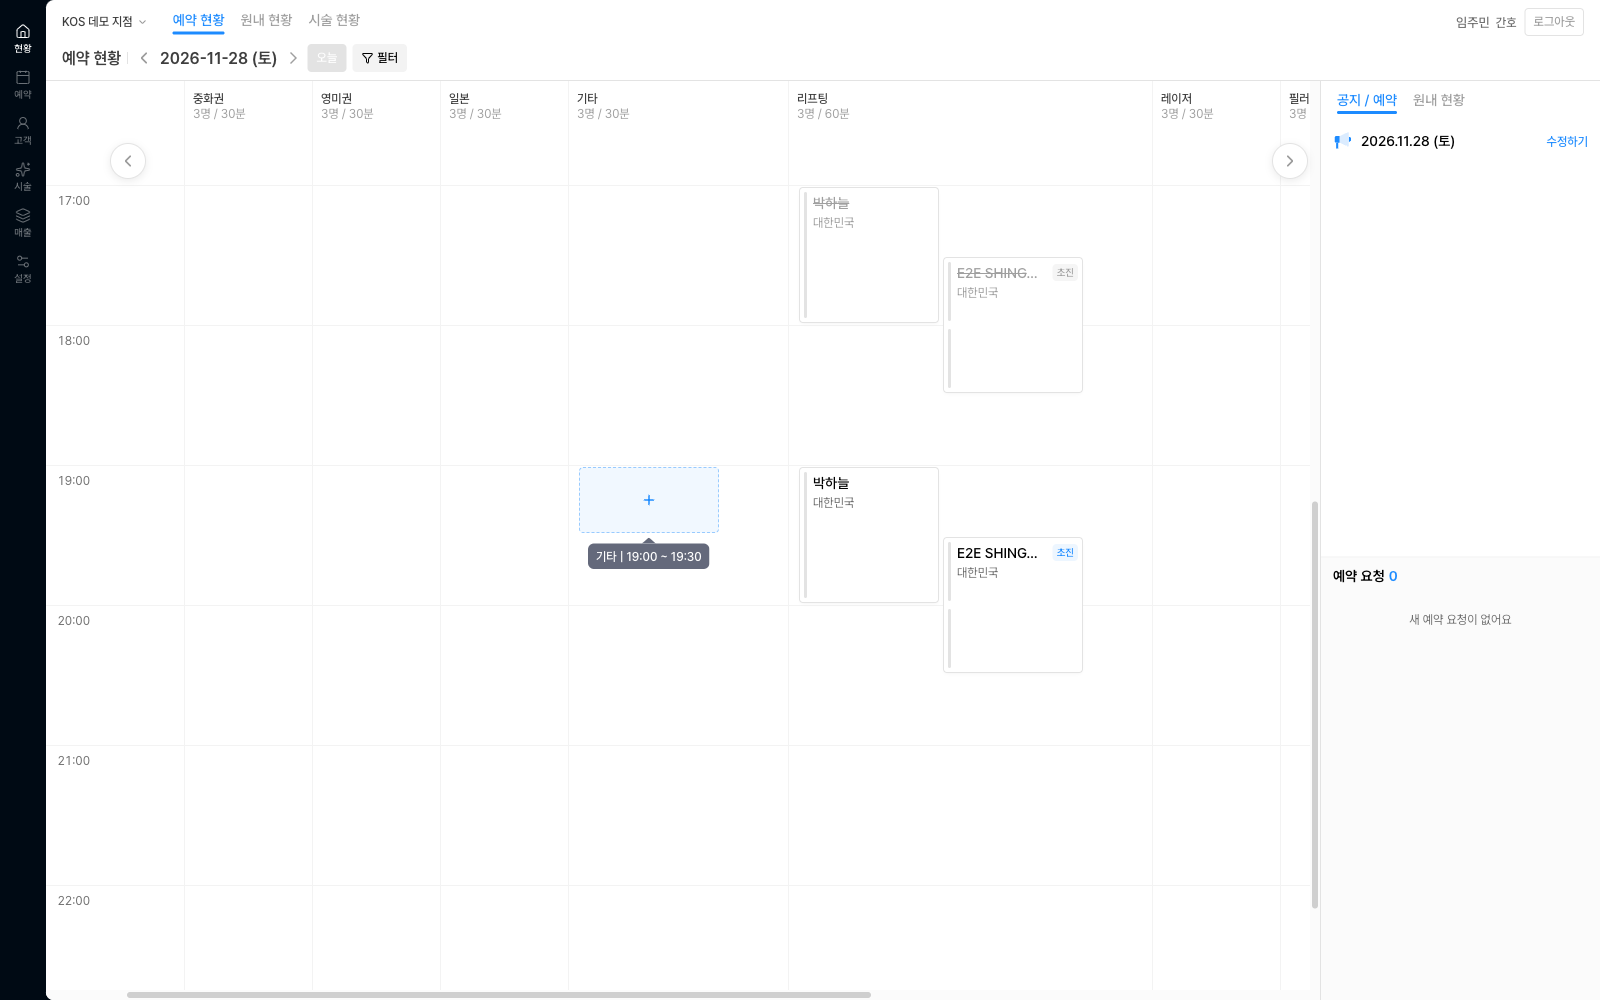 현황
예약
고객
시술
매출
설정
KOS 데모 지점
예약 현황
원내 현황
시술 현황
임주민 간호
로그아웃
예약 현황
2026-11-28 (토)
오늘
필터
중화권
3명 / 30분
영미권
3명 / 30분
일본
3명 / 30분
기타
3명 / 30분
리프팅
3명 / 60분
레이저
3명 / 30분
필러
3명
17:00
18:00
19:00
20:00
21:00
22:00
박하늘
대한민국
E2E SHING... 초진
대한민국
+
기타 | 19:00 ~ 19:30
박하늘
대한민국
E2E SHING... 초진
대한민국
공지 / 예약
원내 현황
2026.11.28 (토)
수정하기
예약 요청 0
새 예약 요청이 없어요